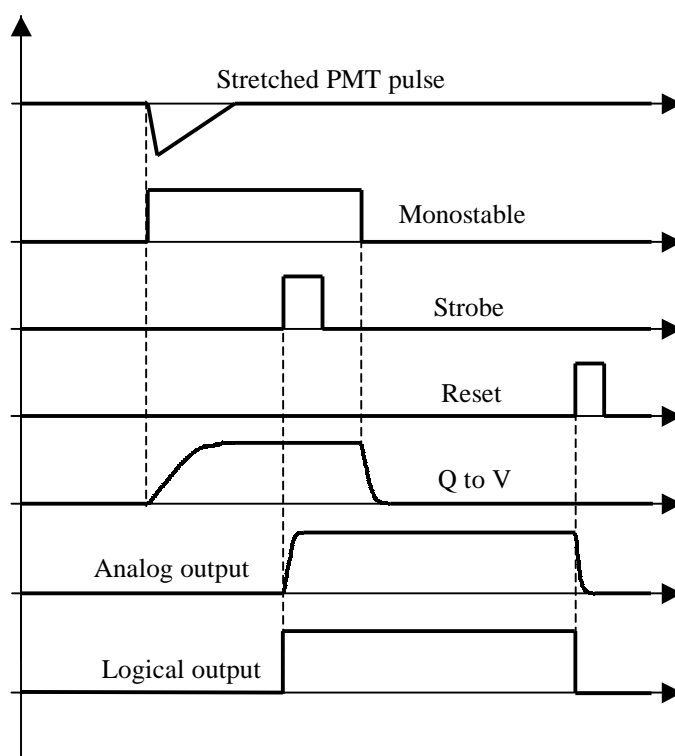 Stretched PMT pulse
Monostable
Strobe
Reset
Q to V
Analog output
Logical output